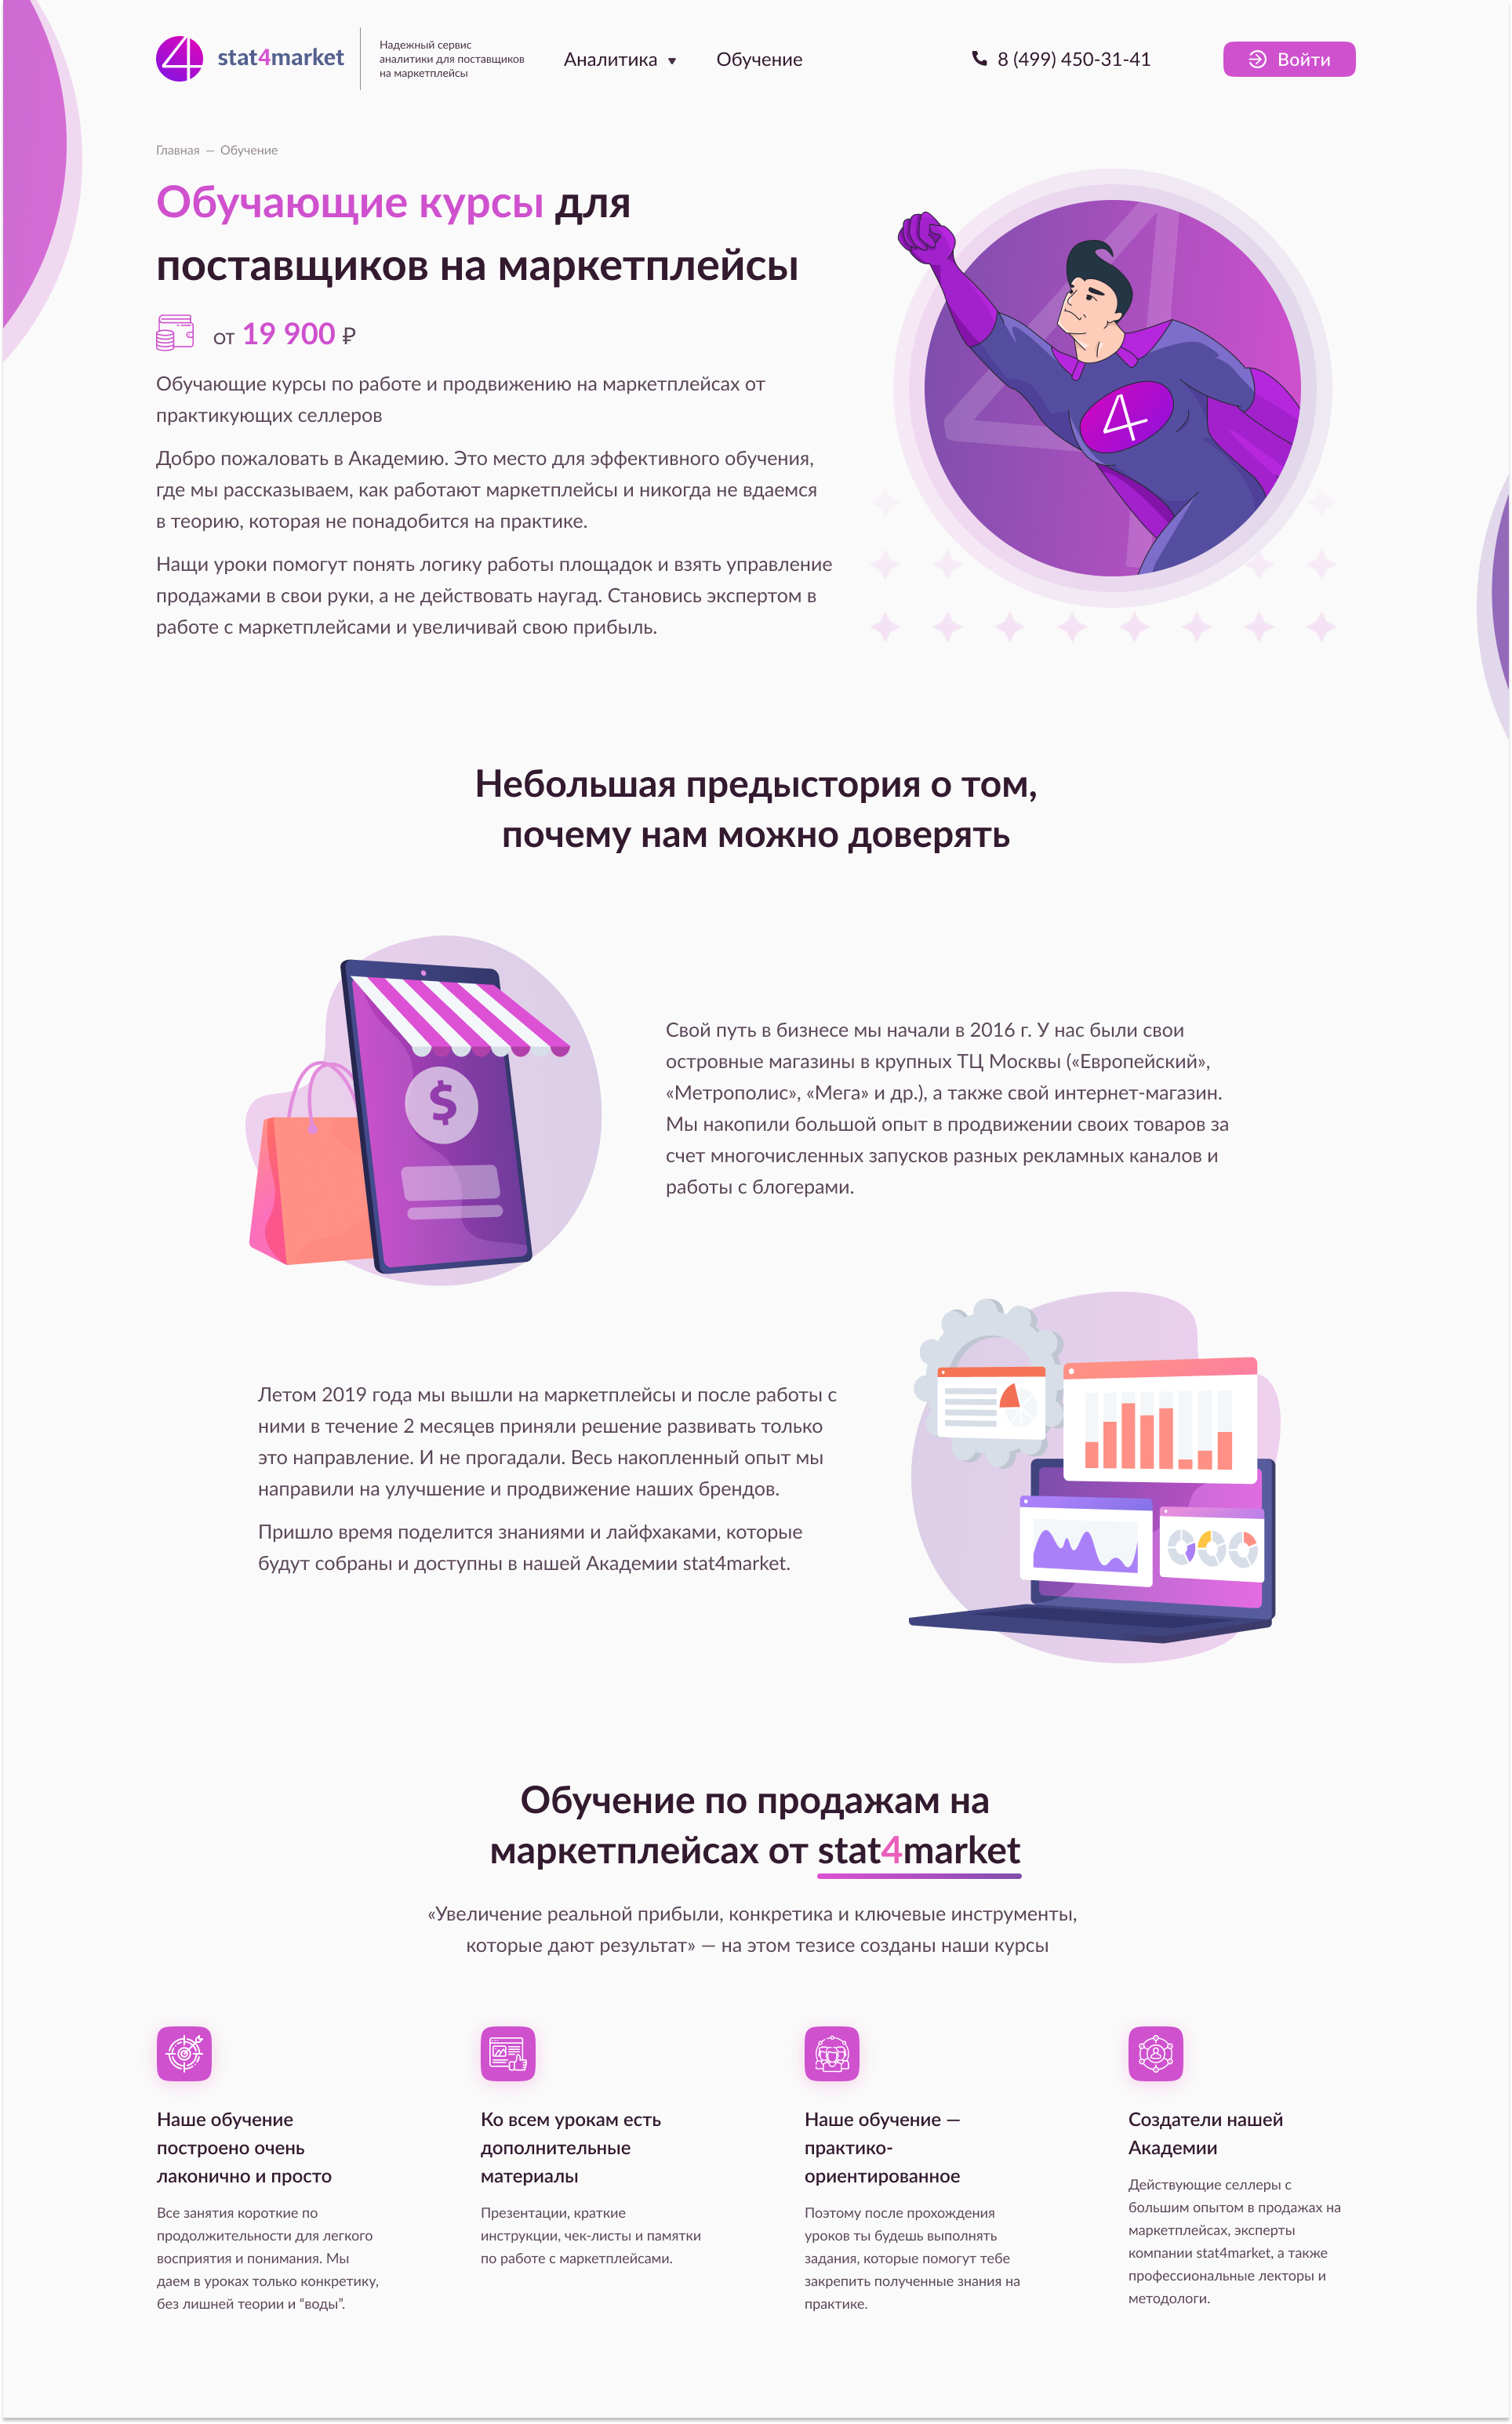 stat4market
Надежный сервис
аналитики для поставщиков
на маркетплейсы
Аналитика
Обучение
8 (499) 450-31-41
Войти
Главная — Обучение
Обучающие курсы для
поставщиков на маркетплейсы
от 19 900 ₽
Обучающие курсы по работе и продвижению на маркетплейсах от
практикующих селлеров
Добро пожаловать в Академию. Это место для эффективного обучения,
где мы рассказываем, как работают маркетплейсы и никогда не вдаемся
в теорию, которая не понадобится на практике.
Нащи уроки помогут понять логику работы площадок и взять управление
продажами в свои руки, а не действовать наугад. Становись экспертом в
работе с маркетплейсами и увеличивай свою прибыль.
4
Небольшая предыстория о том,
почему нам можно доверять
$
Свой путь в бизнесе мы начали в 2016 г. У нас были свои
островные магазины в крупных ТЦ Москвы («Европейский»,
«Метрополис», «Мега» и др.), а также свой интернет-магазин.
Мы накопили большой опыт в продвижении своих товаров за
счет многочисленных запусков разных рекламных каналов и
работы с блогерами.
Летом 2019 года мы вышли на маркетплейсы и после работы с
ними в течение 2 месяцев приняли решение развивать только
это направление. И не прогадали. Весь накопленный опыт мы
направили на улучшение и продвижение наших брендов.
Пришло время поделится знаниями и лайфхаками, которые
будут собраны и доступны в нашей Академии stat4market.
Обучение по продажам на
маркетплейсах от stat4market
«Увеличение реальной прибыли, конкретика и ключевые инструменты,
которые дают результат» — на этом тезисе созданы наши курсы
Наше обучение
построено очень
лаконично и просто
Все занятия короткие по
продолжительности для легкого
восприятия и понимания. Мы
даем в уроках только конкретику,
без лишней теории и “воды”.
Ко всем урокам есть
дополнительные
материалы
Презентации, краткие
инструкции, чек-листы и памятки
по работе с маркетплейсами.
Наше обучение —
практико-
ориентированное
Поэтому после прохождения
уроков ты будешь выполнять
задания, которые помогут тебе
закрепить полученные знания на
практике.
Создатели нашей
Академии
Действующие селлеры с
большим опытом в продажах на
маркетплейсах, эксперты
компании stat4market, а также
профессиональные лекторы и
методологи.